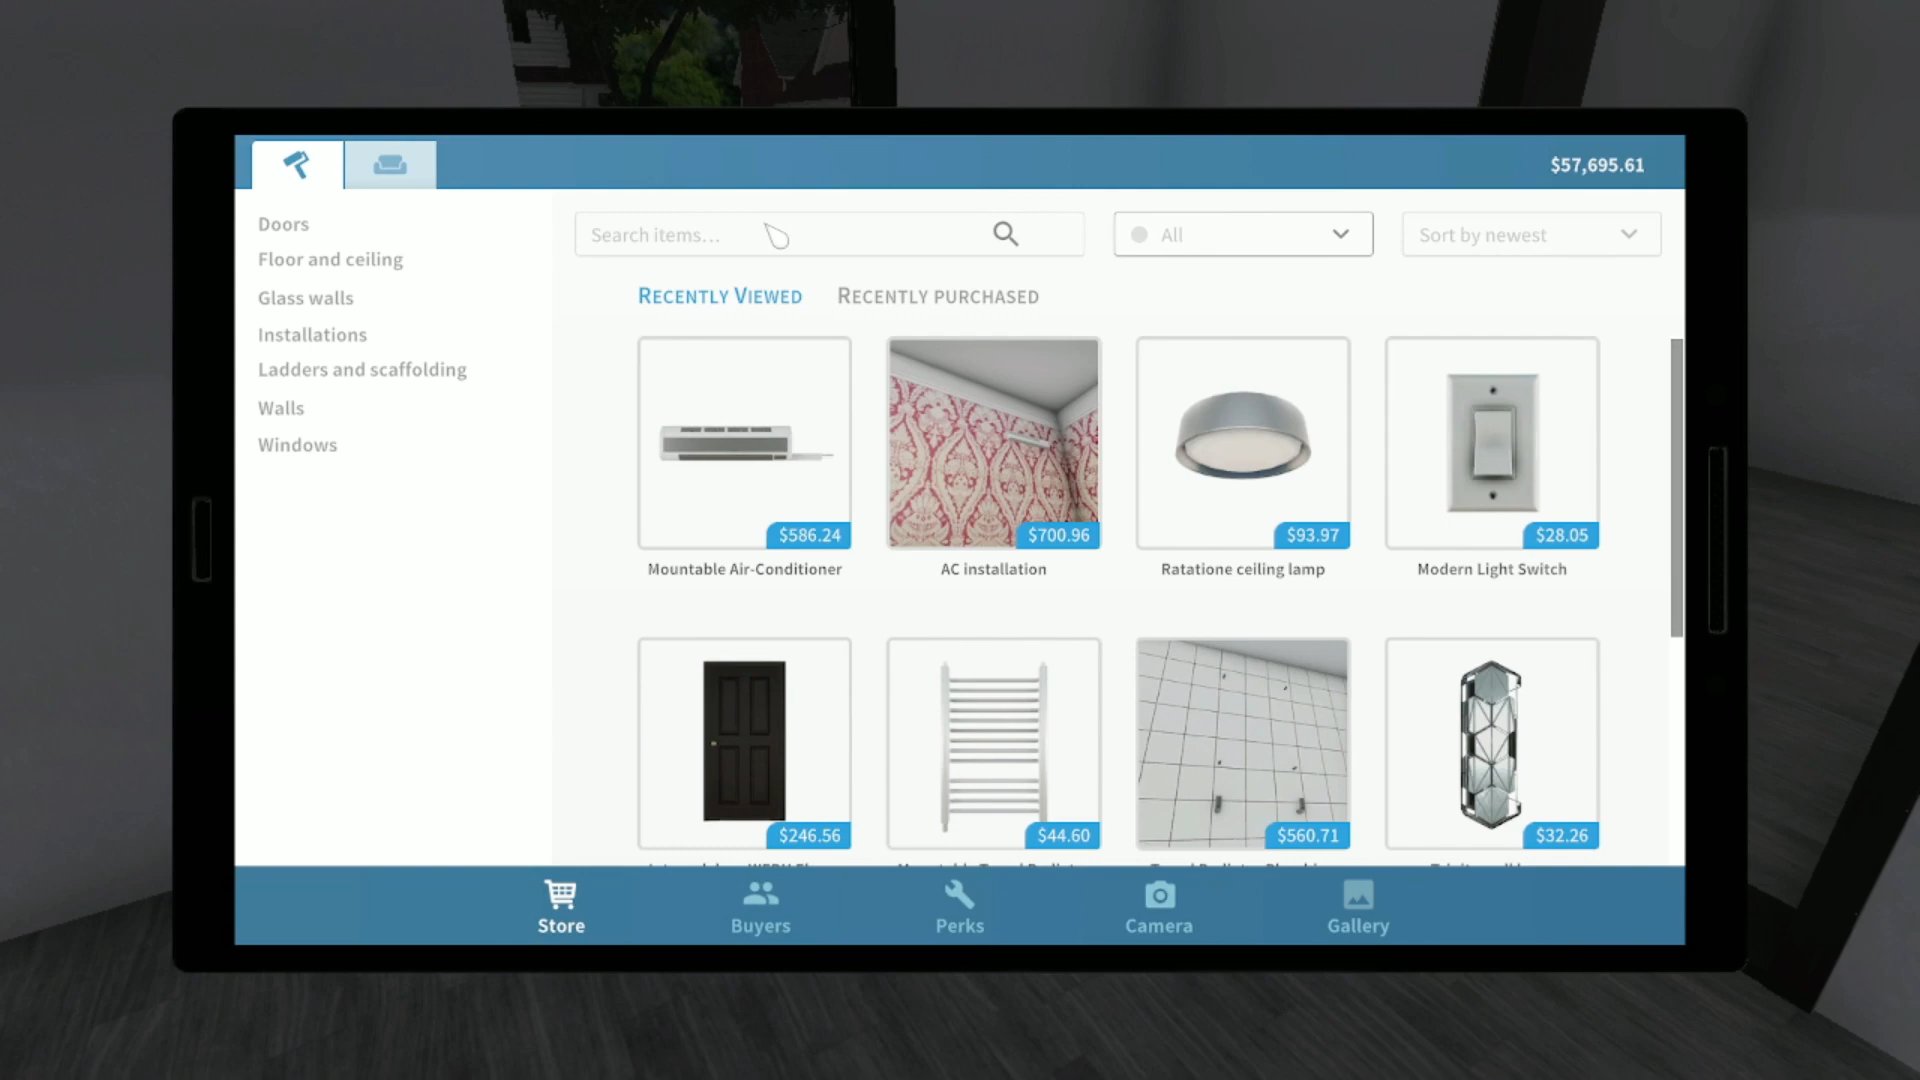 $57,695.61
Doors
Floor and ceiling
Glass walls
Installations
Ladders and scaffolding
Walls
Windows
Search items...
All
Sort by newest
RECENTLY VIEWED
RECENTLY PURCHASED
$586.24
$700.96
$93.97
$28.05
Mountable Air-Conditioner
AC installation
Ratatione ceiling lamp
Modern Light Switch
$246.56
$44.60
$560.71
$32.26
Store
Buyers
Perks
Camera
Gallery